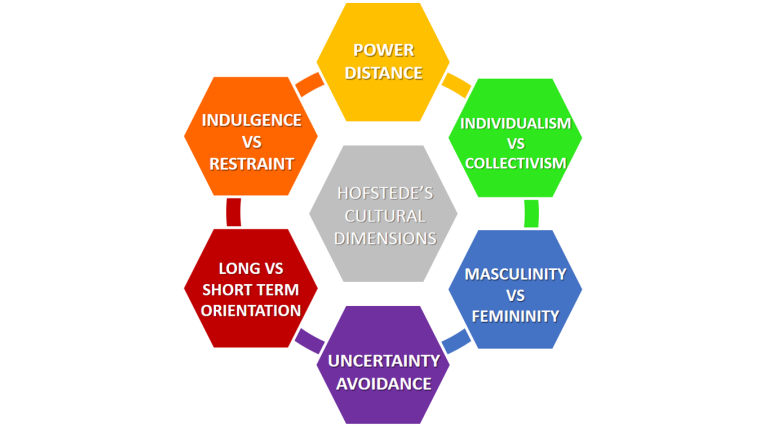 POWER
DISTANCE
INDIVIDUALISM
VS
COLLECTIVISM
MASCULINITY
VS
FEMININITY
UNCERTAINTY
AVOIDANCE
LONG VS
SHORT TERM
ORIENTATION
INDULGENCE
VS
RESTRAINT
HOFSTEDE'S
CULTURAL
DIMENSIONS